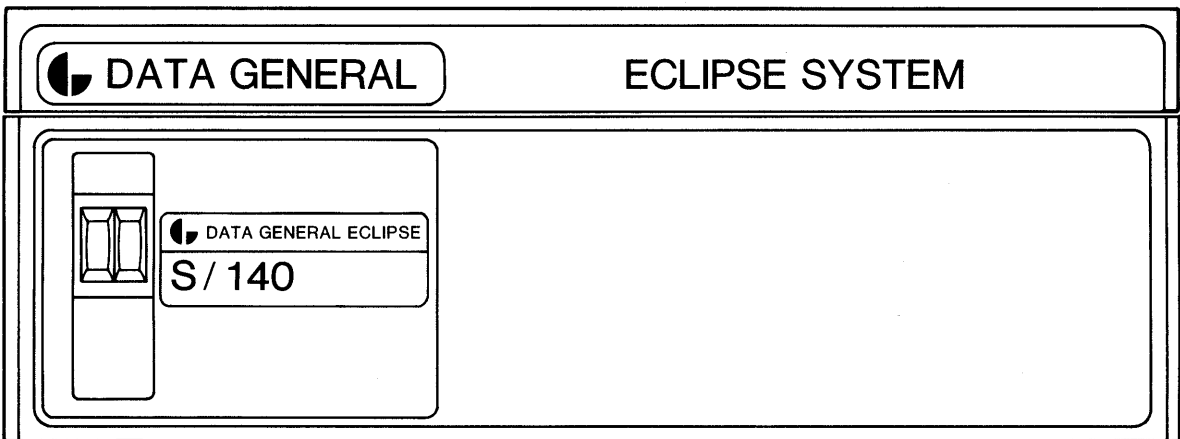 DATA GENERAL
ECLIPSE SYSTEM
DATA GENERAL ECLIPSE
S/140